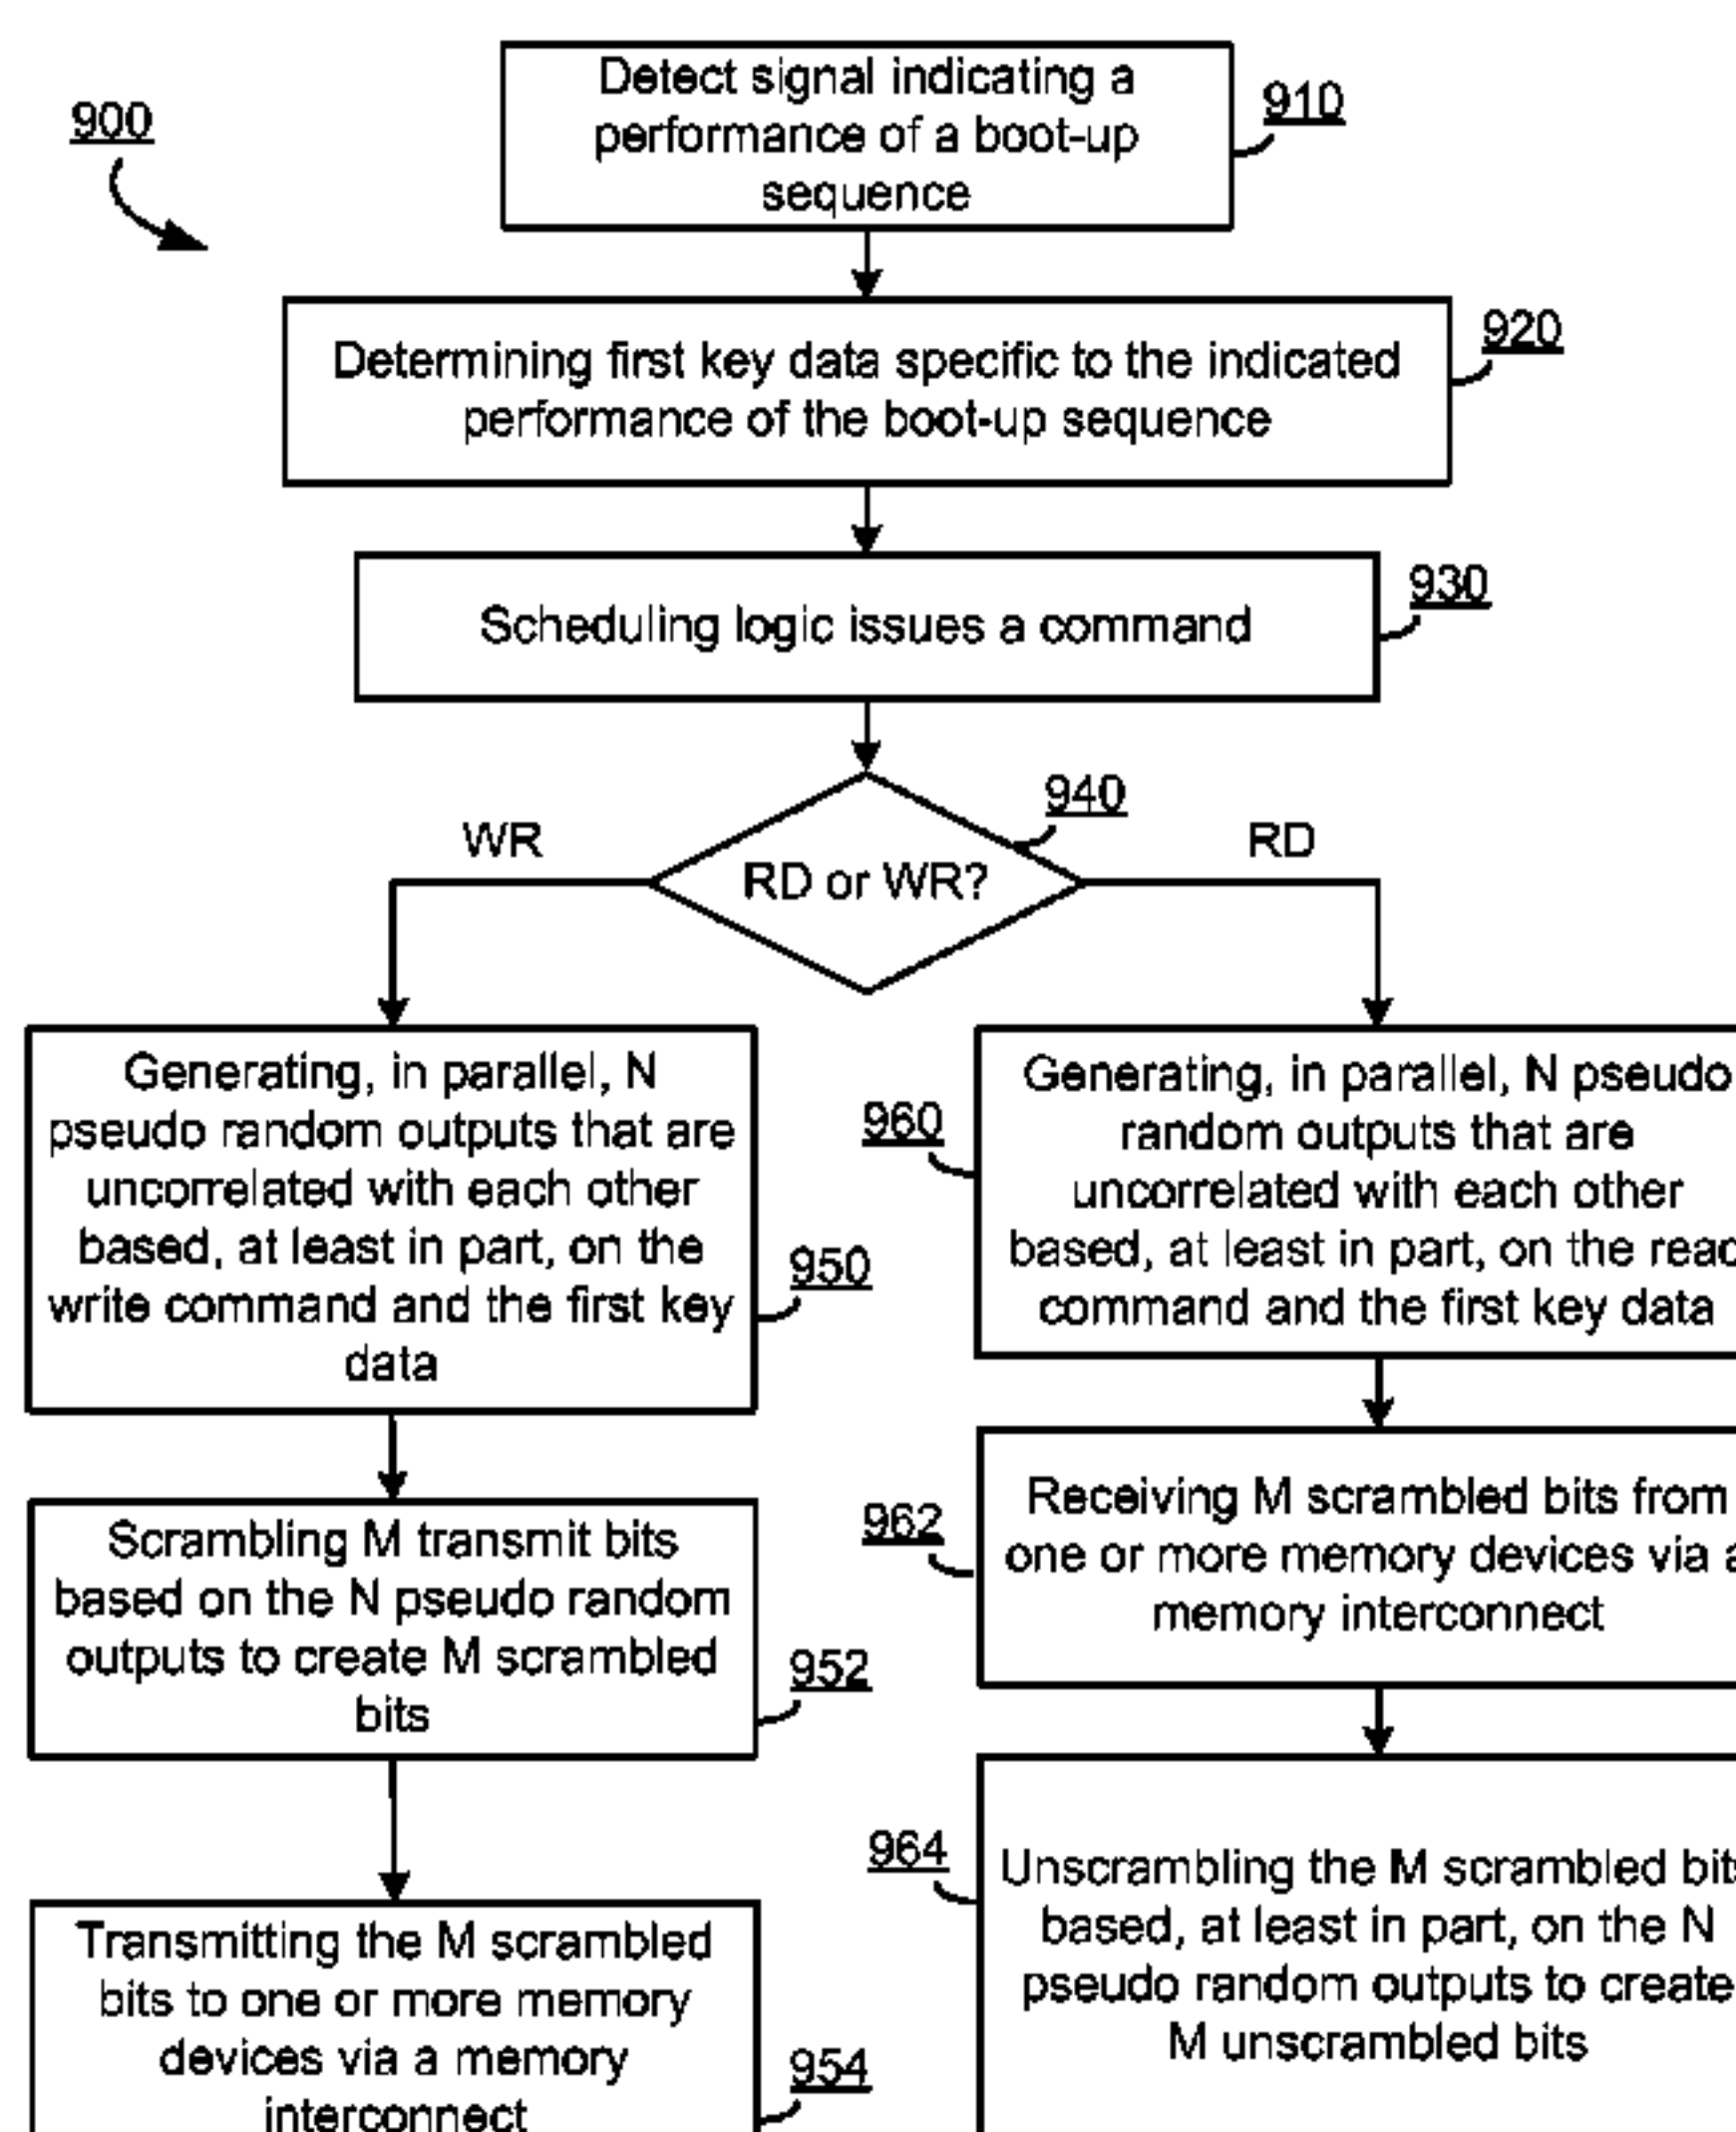 900
Detect signal indicating a
performance of a boot-up
sequence
910
Determining first key data specific to the indicated
performance of the boot-up sequence
920
Scheduling logic issues a command
930
RD or WR?
940
WR
RD
Generating, in parallel, N
pseudo random outputs that are
uncorrelated with each other
based, at least in part, on the
write command and the first key
data
950
Scrambling M transmit bits
based on the N pseudo random
outputs to create M scrambled
bits
952
Transmitting the M scrambled
bits to one or more memory
devices via a memory
interconnect
954
Generating, in parallel, N pseudo
random outputs that are
uncorrelated with each other
based, at least in part, on the read
command and the first key data
960
Receiving M scrambled bits from
one or more memory devices via a
memory interconnect
962
Unscrambling the M scrambled bits
based, at least in part, on the N
pseudo random outputs to create
M unscrambled bits
964